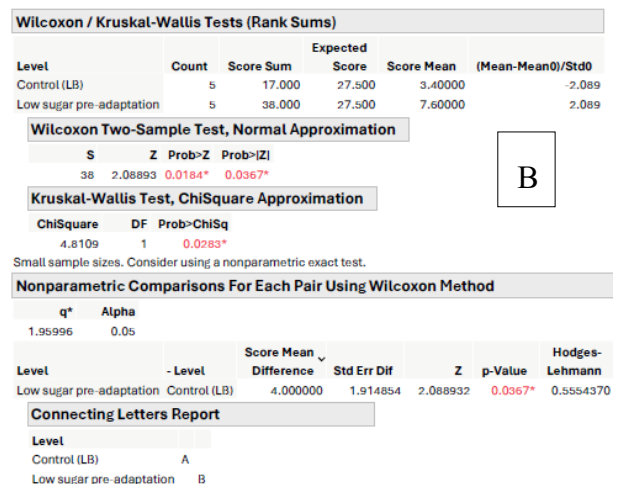 Wilcoxon / Kruskal-Wallis Tests (Rank Sums)
Expected
Level Count Score Sum Score Score Mean (Mean-Mean0)/Std0
Control (LB) 5 17.000 27.500 3.40000 -2.089
Low sugar pre-adaptation 5 38.000 27.500 7.60000 2.089
Wilcoxon Two-Sample Test, Normal Approximation
S Z Prob>Z Prob>|Z|
38 2.08893 0.0184* 0.0367*
B
Kruskal-Wallis Test, ChiSquare Approximation
ChiSquare DF Prob>ChiSq
4.8109 1 0.0283*
Small sample sizes. Consider using a nonparametric exact test.
Nonparametric Comparisons For Each Pair Using Wilcoxon Method
q* Alpha
1.95996 0.05
Score Mean Hodges-
Level - Level Difference Std Err Dif Z p-Value Lehmann
Low sugar pre-adaptation Control (LB) 4.000000 1.914854 2.088932 0.0367* 0.5554370
Connecting Letters Report
Level
Control (LB) A
Low sugar pre-adaptation B